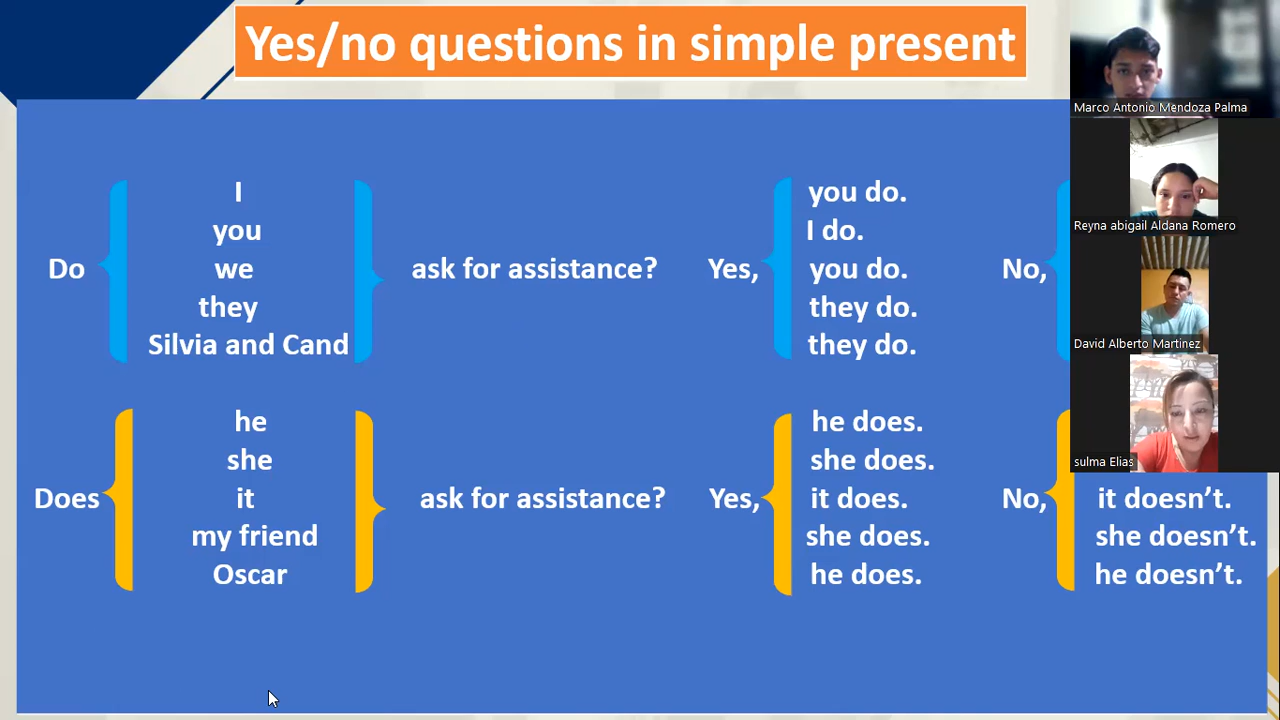 Yes/no questions in simple present
Do
I
you
we
they
Silvia and Cand
ask for assistance?
Yes,
you do.
I do.
you do.
they do.
they do.
No,
Does
he
she
it
my friend
Oscar
ask for assistance?
Yes,
he does.
she does.
it does.
she does.
he does.
No,
it doesn't.
she doesn't.
he doesn't.
Marco Antonio Mendoza Palma
Reyna abigail Aldana Romero
David Alberto Martinez
sulma Elias